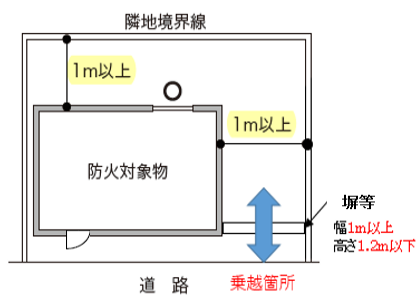 隣地境界線
1m以上
1m以上
防火対象物
塀等
幅1m以上
高さ1.2m以下
道 路
乗越箇所